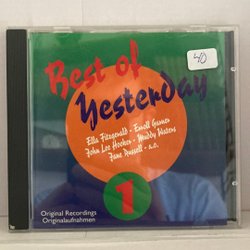 40
Best of
Yesterday
Ella Fitzgerald - Erroll Garner
John Lee Hooker - Muddy Waters
Jane Russell - a.o.
1
Original Recordings
Originalaufnahmen